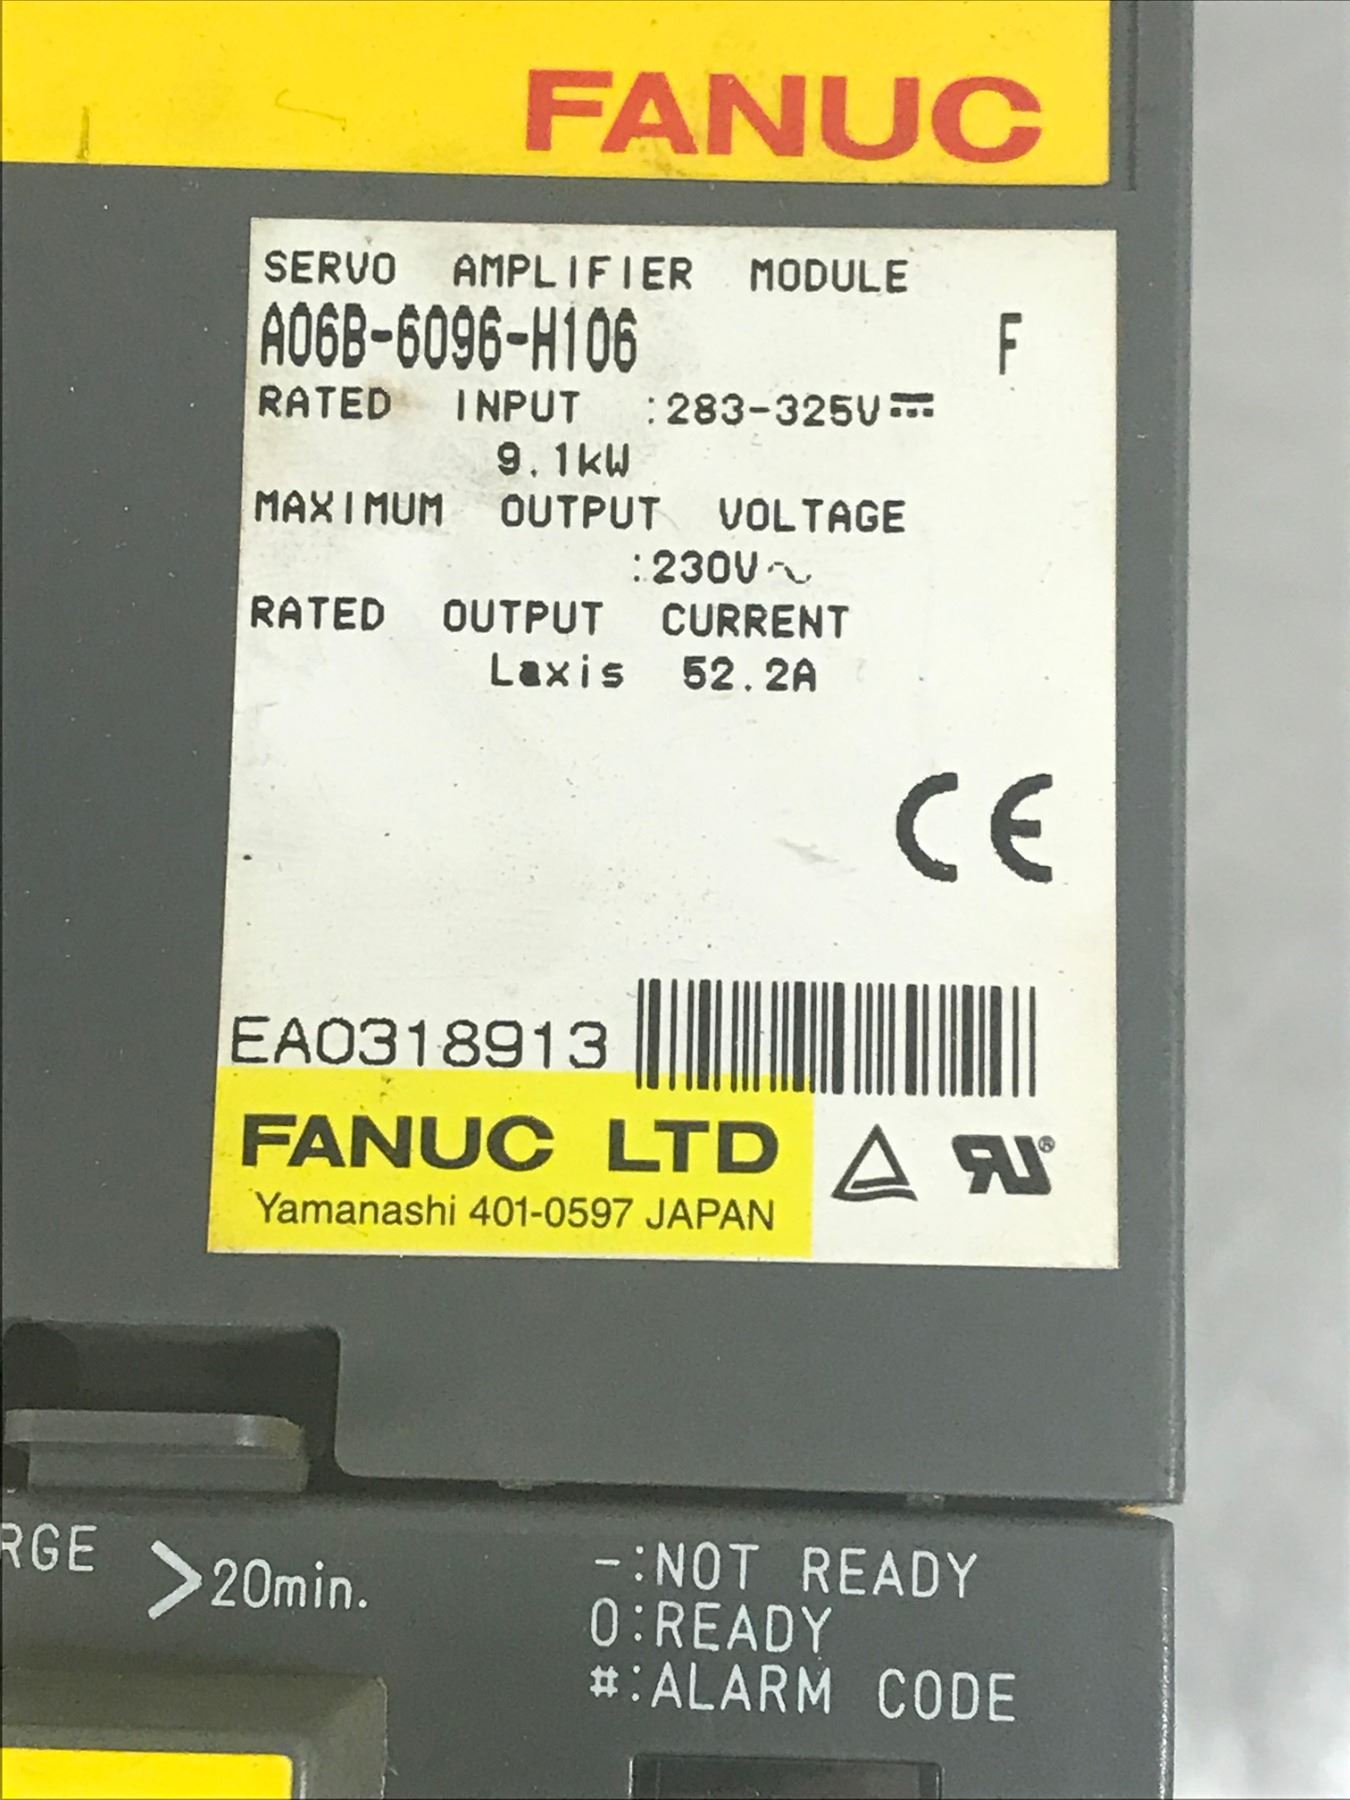 FANUC
SERVO AMPLIFIER MODULE
A06B-6096-H106 F
RATED INPUT :283-325V⎓
9.1kW
MAXIMUM OUTPUT VOLTAGE
:230V~
RATED OUTPUT CURRENT
Laxis 52.2A
CE
EA0318913
FANUC LTD
Yamanashi 401-0597 JAPAN
RU®
RGE >20min.
-:NOT READY
0:READY
#:ALARM CODE